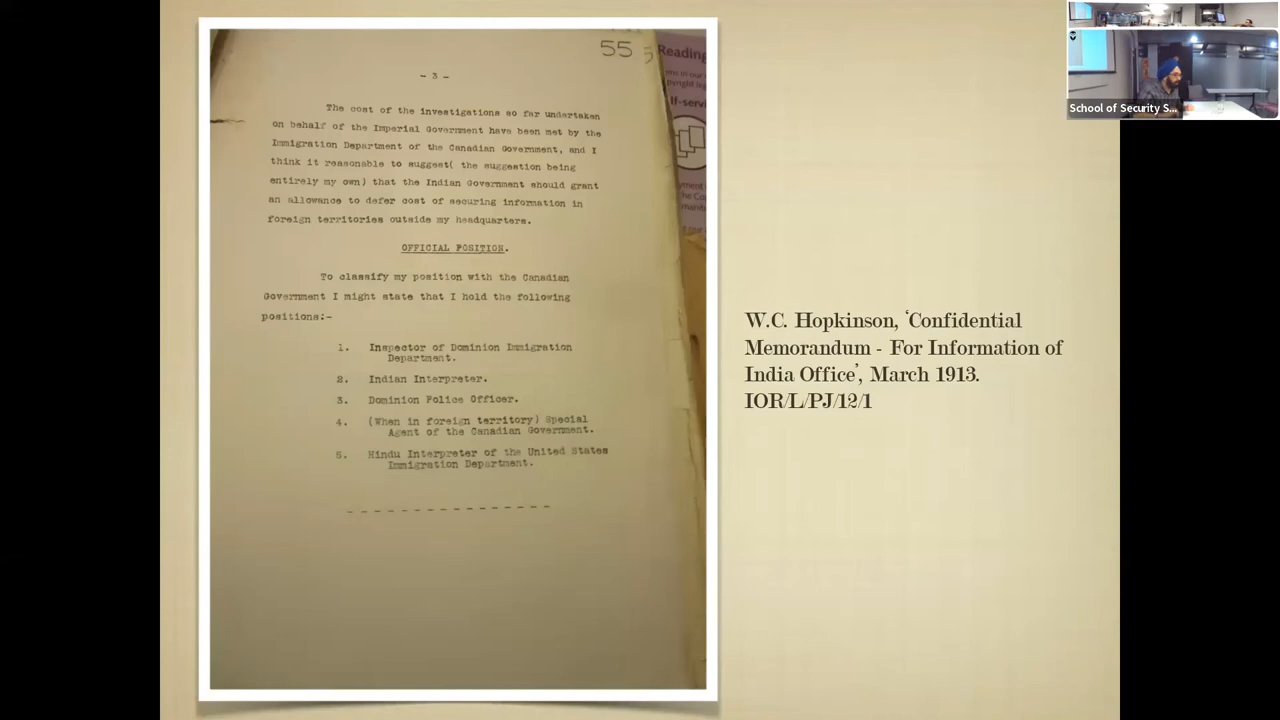 55
- 3 -
The cost of the investigations so far undertaken
on behalf of the Imperial Government have been met by the
Immigration Department of the Canadian Government, and I
think it reasonable to suggest( the suggestion being
entirely my own) that the Indian Government should grant
an allowance to defer cost of securing information in
foreign territories outside my headquarters.
OFFICIAL POSITION.
To classify my position with the Canadian
Government I might state that I hold the following
positions:-
1. Inspector of Dominion Immigration
Department.
2. Indian Interpreter.
3. Dominion Police Officer.
4. (When in foreign territory) Special
Agent of the Canadian Government.
5. Hindu Interpreter of the United States
Immigration Department.
Reading
If-servi
W.C. Hopkinson, ‘Confidential
Memorandum - For Information of
India Office’, March 1913.
IOR/L/PJ/12/1
School of Security S...